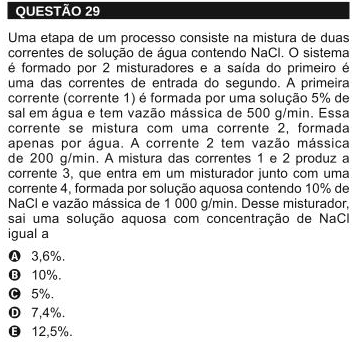 QUESTÃO 29
Uma etapa de um processo consiste na mistura de duas
correntes de solução de água contendo NaCl. O sistema
é formado por 2 misturadores e a saída do primeiro é
uma das correntes de entrada do segundo. A primeira
corrente (corrente 1) é formada por uma solução 5% de
sal em água e tem vazão mássica de 500 g/min. Essa
corrente se mistura com uma corrente 2, formada
apenas por água. A corrente 2 tem vazão mássica
de 200 g/min. A mistura das correntes 1 e 2 produz a
corrente 3, que entra em um misturador junto com uma
corrente 4, formada por solução aquosa contendo 10% de
NaCl e vazão mássica de 1 000 g/min. Desse misturador,
sai uma solução aquosa com concentração de NaCl
igual a
A 3,6%.
B 10%.
C 5%.
D 7,4%.
E 12,5%.